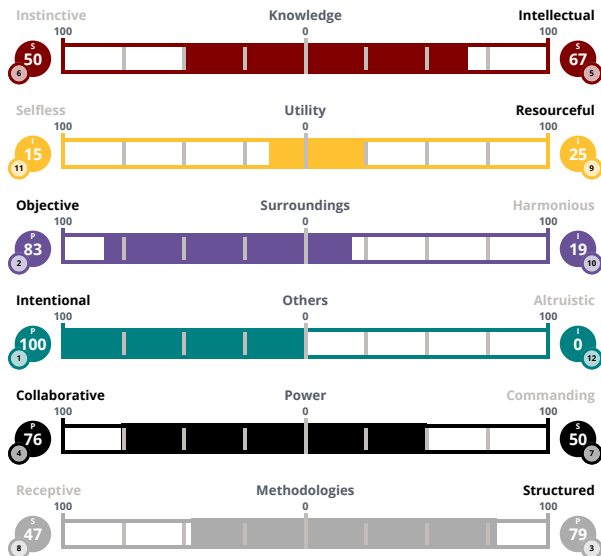 Instinctive Knowledge Intellectual
100 0 100
S 50 6 S 67 5
Selfless Utility Resourceful
100 0 100
I 15 11 I 25 9
Objective Surroundings Harmonious
100 0 100
P 83 2 I 19 10
Intentional Others Altruistic
100 0 100
P 100 1 I 0 12
Collaborative Power Commanding
100 0 100
P 76 4 S 50 7
Receptive Methodologies Structured
100 0 100
S 47 8 P 79 3